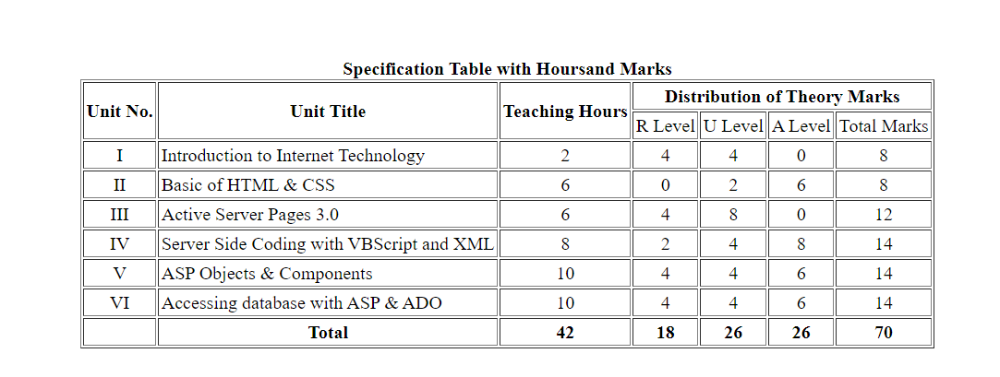 Specification Table with Hoursand Marks
Unit No. Unit Title Teaching Hours Distribution of Theory Marks
R Level U Level A Level Total Marks
I Introduction to Internet Technology 2 4 4 0 8
II Basic of HTML & CSS 6 0 2 6 8
III Active Server Pages 3.0 6 4 8 0 12
IV Server Side Coding with VBScript and XML 8 2 4 8 14
V ASP Objects & Components 10 4 4 6 14
VI Accessing database with ASP & ADO 10 4 4 6 14
Total 42 18 26 26 70